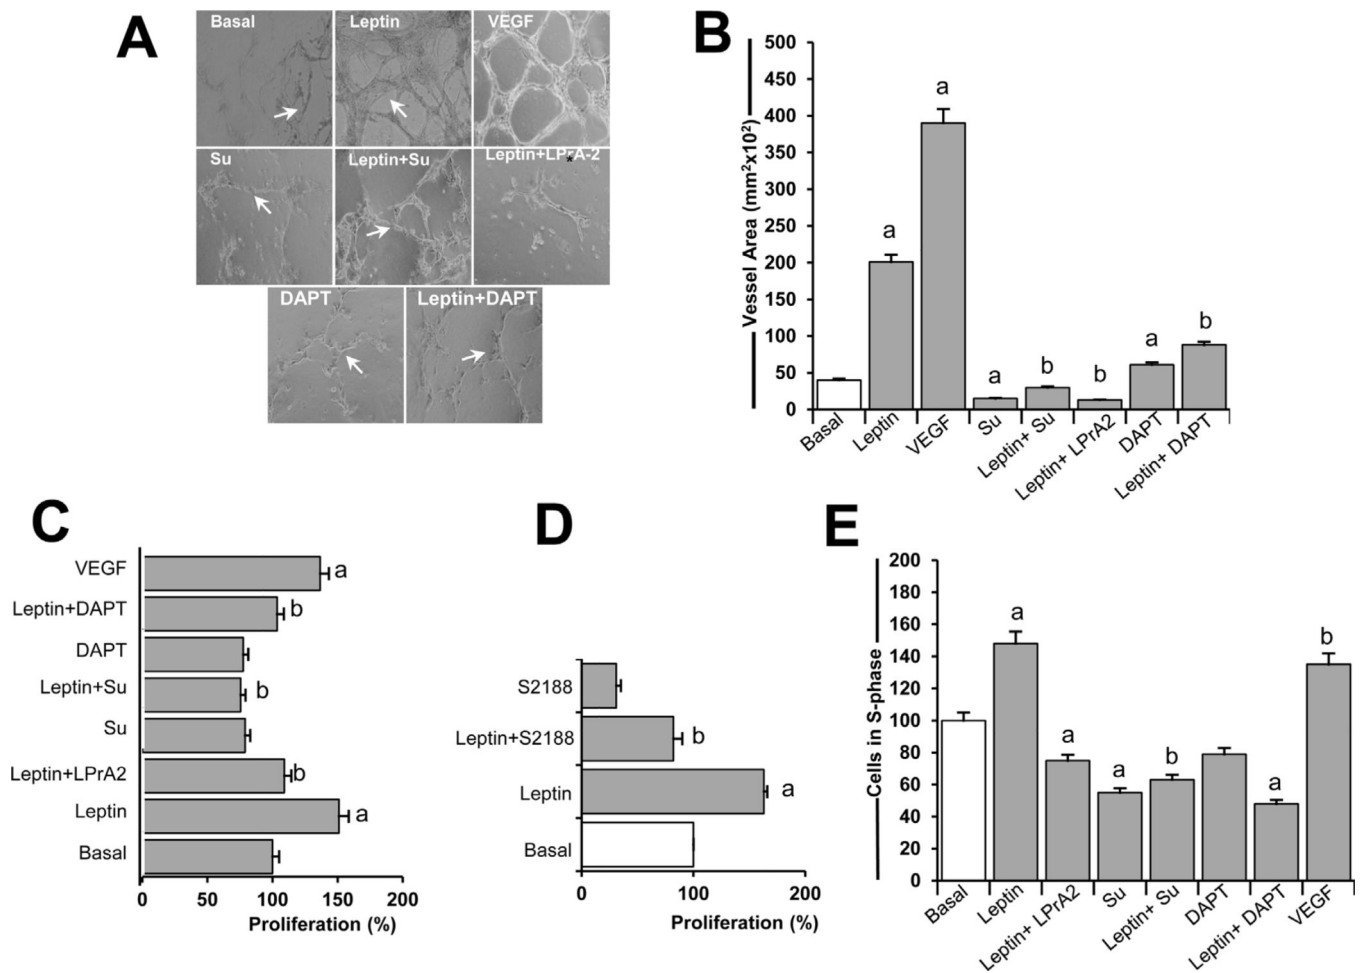 A
Basal
Leptin
VEGF
Su
Leptin+Su
Leptin+LPrA-2
*
DAPT
Leptin+DAPT
B
Vessel Area (mm²x10²)
500
450
400
350
300
250
200
150
100
50
0
a
a
a
b
b
a
b
Basal
Leptin
VEGF
Su
Leptin+ Su
Leptin+ LPrA2
DAPT
Leptin+ DAPT
C
VEGF
a
Leptin+DAPT
b
DAPT
Leptin+Su
b
Su
Leptin+LPrA2
b
Leptin
a
Basal
0
50
100
150
200
Proliferation (%)
D
S2188
Leptin+S2188
b
Leptin
a
Basal
0
100
200
Proliferation (%)
E
Cells in S-phase
200
180
160
140
120
100
80
60
40
20
0
a
a
a
b
a
b
Basal
Leptin
Leptin+ LPrA2
Su
Leptin+ Su
DAPT
Leptin+ DAPT
VEGF